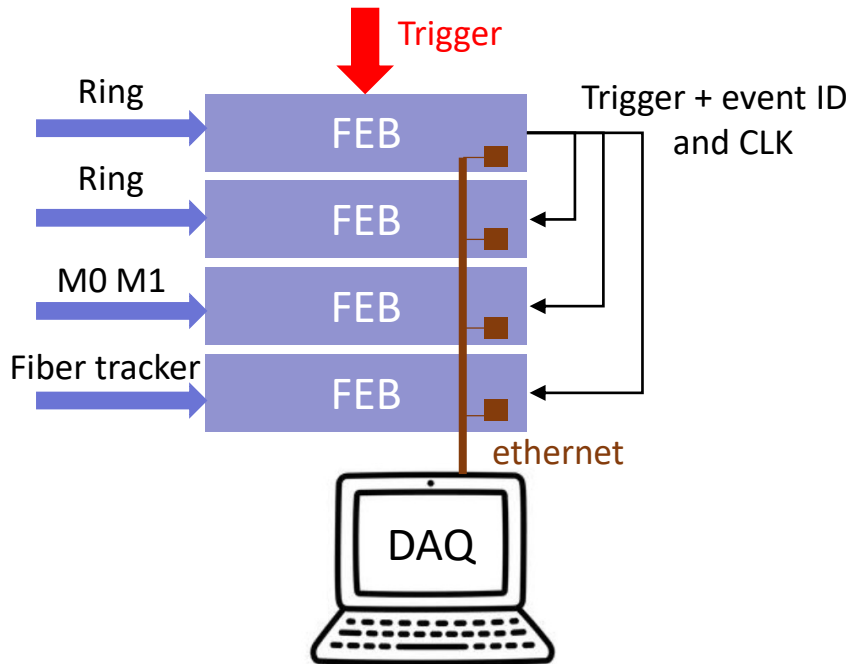 Trigger
Ring
FEB
Trigger + event ID
and CLK
Ring
FEB
M0 M1
FEB
Fiber tracker
FEB
ethernet
DAQ